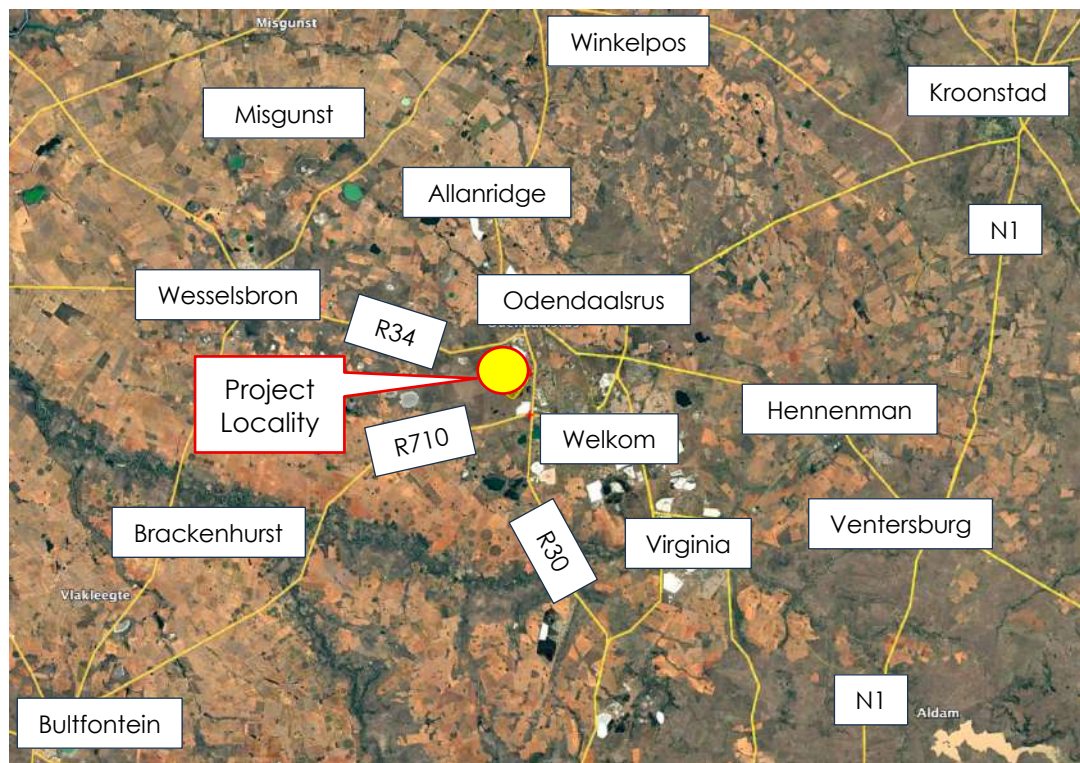 Misgunst
Winkelpos
Kroonstad
Misgunst
Allanridge
N1
Wesselsbron
Odendaalsrus
Odendaalsrus
R34
Project
Locality
Hennenman
R710
Welkom
Brackenhurst
R30
Virginia
Ventersburg
Vlakleegte
Bultfontein
N1
Aldam